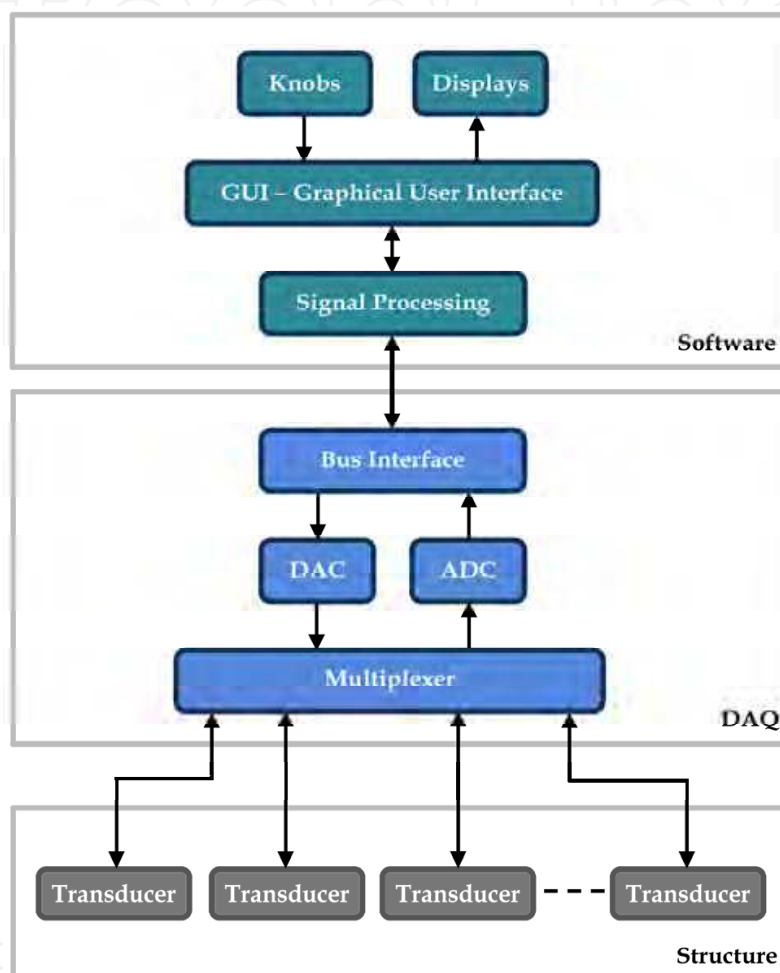 Knobs
Displays
GUI – Graphical User Interface
Signal Processing
Software
Bus Interface
DAC
ADC
Multiplexer
DAQ
Transducer
Transducer
Transducer
Transducer
Structure